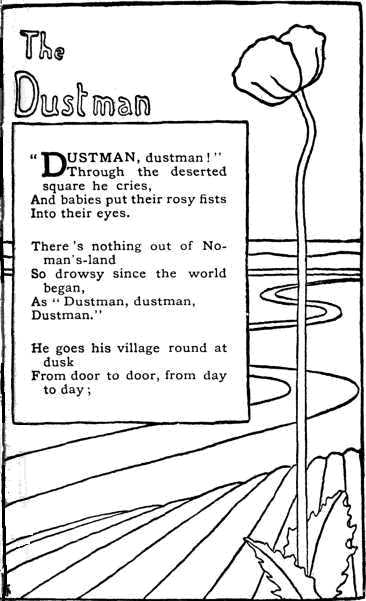 The
Dustman
"DUSTMAN, dustman!"
Through the deserted
square he cries,
And babies put their rosy fists
Into their eyes.
There's nothing out of No-
man's-land
So drowsy since the world
began,
As "Dustman, dustman,
Dustman."
He goes his village round at
dusk
From door to door, from day
to day;